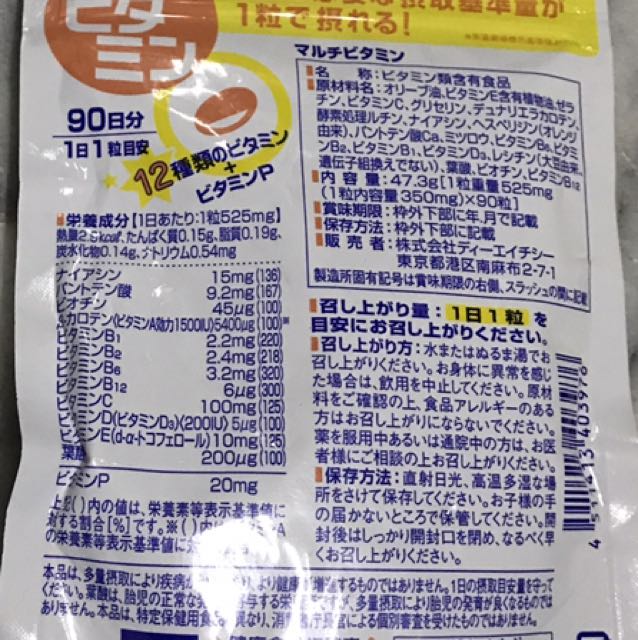 な摂取基準量が
1粒で摂れる!
ビタ
ミン
90日分
1日1粒目安
12種類のビタミン
+
ビタミンP
栄養成分[1日あたり:1粒525mg]
たんぱく質0.15g、脂質0.19g、
炭水化物0.14g、ナトリウム0.54mg
ナイアシン 15mg(136)
パントテン酸 9.2mg(167)
ビオチン 45μg(100)
カロテン(ビタミンA効力1500IU)5400μg(100)※
ビタミンB1 2.2mg(220)
ビタミンB2 2.4mg(218)
ビタミンB6 3.2mg(320)
ビタミンB12 6μg(300)
ビタミンC 100mg(125)
ビタミンD(ビタミンD3)(200IU)5μg(100)
ビタミンE(d-α-トコフェロール)10mg(125)
葉酸 200μg(100)
ビタミンP 20mg
上記( )内の値は、栄養素等表示基準値に
対する割合[%]です。※( )内
の栄養素等表示基準値に
マルチビタミン
名 称:ビタミン類含有食品
原材料名:オリーブ油、ビタミンE含有植物油、ゼラ
チン、ビタミンC、グリセリン、デュナリエラカロテン、
酵素処理ルチン、ナイアシン、ヘスペリジン(オレンジ
由来)、パントテン酸Ca、ミツロウ、ビタミンB6、ビタミン
B2、ビタミンB1、ビタミンD3、レシチン(大豆由来、
遺伝子組換えでない)、葉酸、ビオチン、ビタミンB12
内 容 量:47.3g[1粒重量525mg
(1粒内容量350mg)×90粒]
賞味期限:枠外下部に年.月で記載
保存方法:枠外下部に記載
販 売 者:株式会社ディーエイチシー
東京都港区南麻布2-7-1
製造所固有記号は賞味期限の右側、スラッシュの間に記載
召し上がり量:1日1粒を
目安にお召し上がりください。
召し上がり方:水またはぬるま湯でお
召し上がりください。
お身体に異常を感じ
た場合は、飲用を中止してください。原材
料をご確認の上、食品アレルギーのある
方はお召し上がりにならないでください。
薬を服用中あるいは通院中の方は、お医
者様にご相談の上お召し上がりください。
保存方法:直射日光、高温多湿な場
所をさけて保存してください。お子様の手
の届かないところで保管してください。開
封後はしっかり開封口を閉め、なるべく早
くお召し上がりください。
本品は、多量摂取により疾病が より健康が増進するものではありません。1日の摂取目安量を守って
ください。葉酸は、胎児の正常な 寄与する栄養素ですが、多量摂取により胎児の発育が良くなるもので
はありません。本品は、特定保健用食品と異なり、消費者庁長官による個別審査を受けたものではありません。